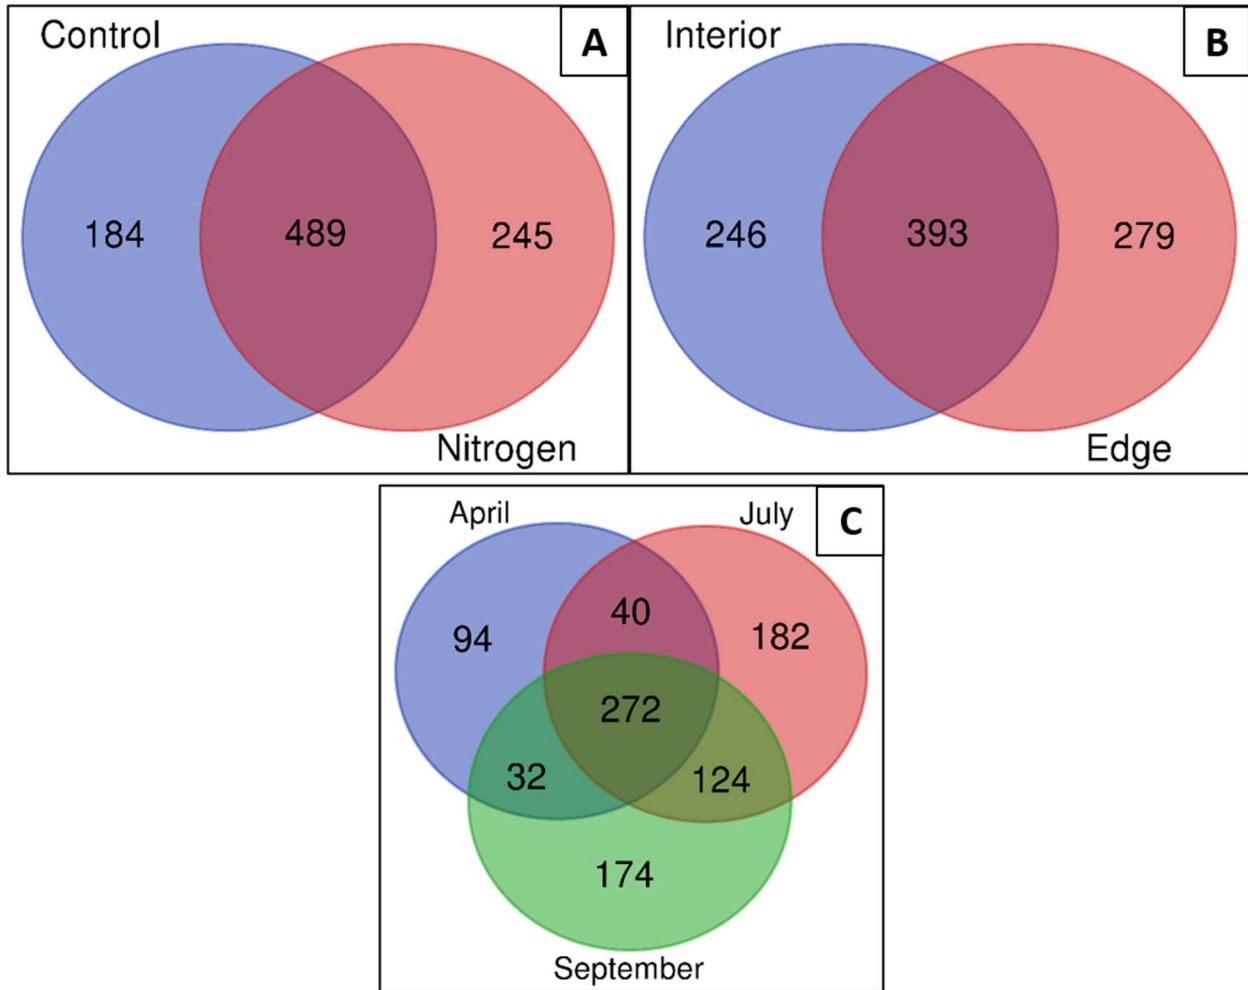 Control
A
184
489
245
Nitrogen
Interior
B
246
393
279
Edge
April
July
C
94
40
182
272
32
124
174
September